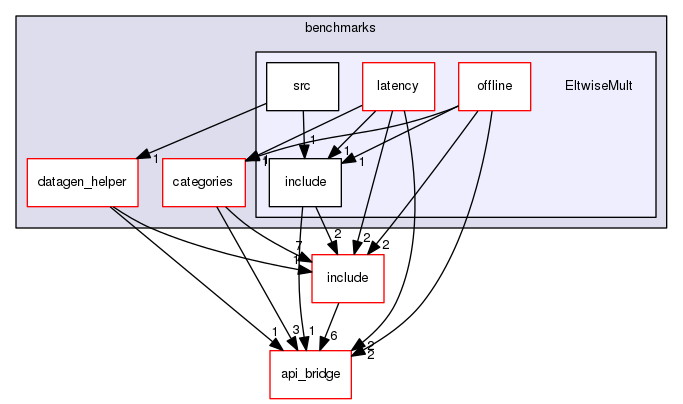 benchmarks
src
latency
offline
EltwiseMult
1
1
1
1
1
1
datagen_helper
categories
include
2
2
2
7
1
include
1
3
1
6
2
2
api_bridge